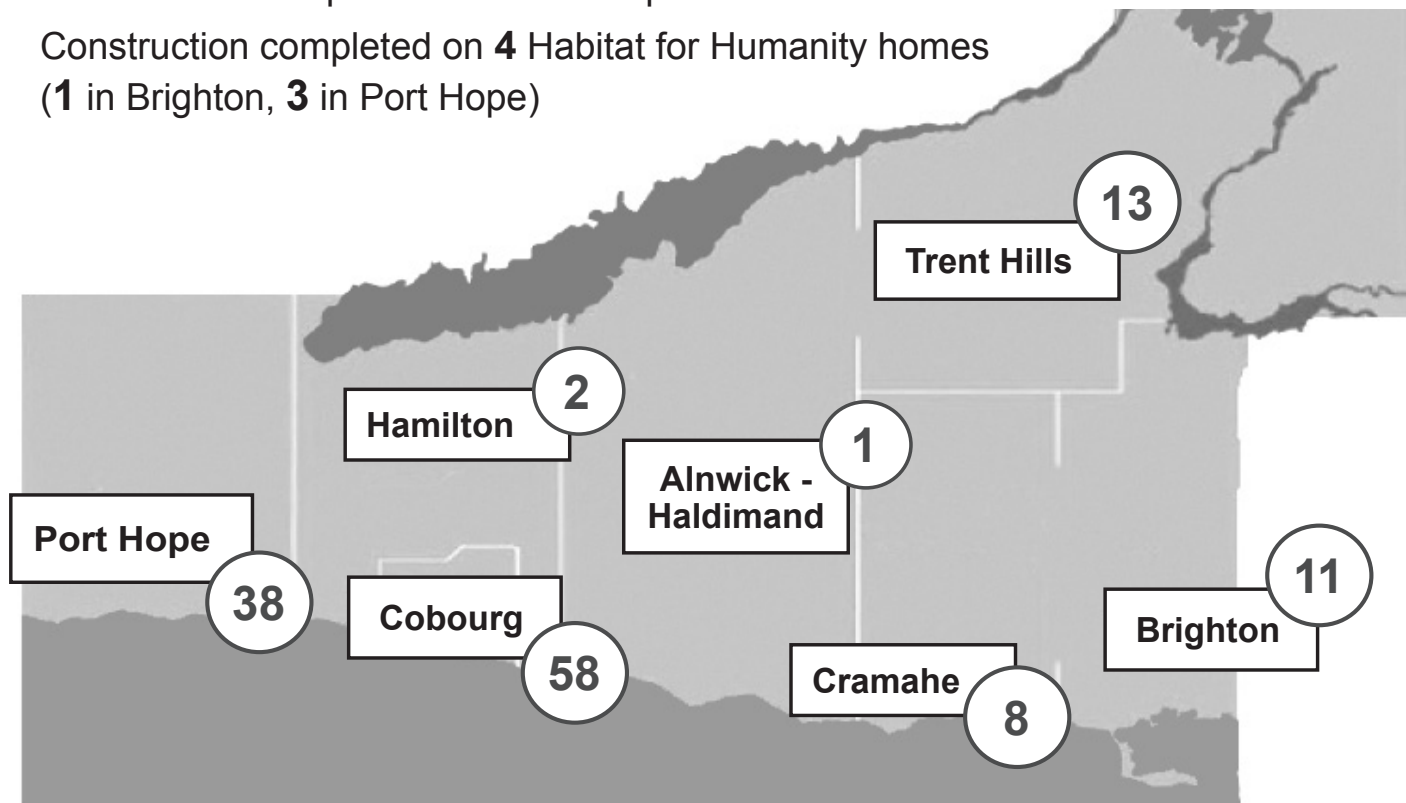 Construction completed on 4 Habitat for Humanity homes
(1 in Brighton, 3 in Port Hope)
13
Trent Hills
2
Hamilton
1
Alnwick -
Haldimand
Port Hope
38
Cobourg
58
11
Brighton
Cramahe
8